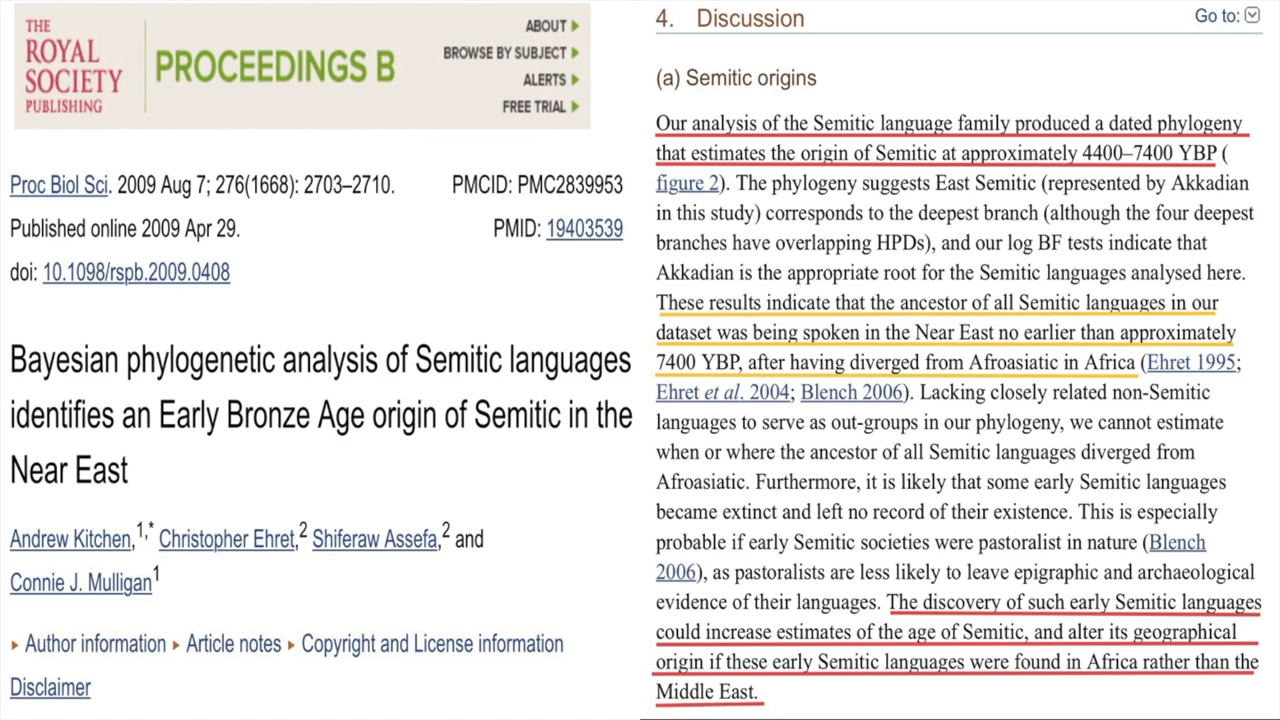 THE
ROYAL
SOCIETY
PUBLISHING
PROCEEDINGS B
ABOUT
BROWSE BY SUBJECT
ALERTS
FREE TRIAL
Proc Biol Sci. 2009 Aug 7; 276(1668): 2703–2710.
PMCID: PMC2839953
Published online 2009 Apr 29.
PMID: 19403539
doi: 10.1098/rspb.2009.0408
Bayesian phylogenetic analysis of Semitic languages
identifies an Early Bronze Age origin of Semitic in the
Near East
Andrew Kitchen,1,* Christopher Ehret,2 Shiferaw Assefa,2 and
Connie J. Mulligan1
Author information Article notes Copyright and License information
Disclaimer
4. Discussion
Go to:
(a) Semitic origins
Our analysis of the Semitic language family produced a dated phylogeny
that estimates the origin of Semitic at approximately 4400–7400 YBP (
figure 2). The phylogeny suggests East Semitic (represented by Akkadian
in this study) corresponds to the deepest branch (although the four deepest
branches have overlapping HPDs), and our log BF tests indicate that
Akkadian is the appropriate root for the Semitic languages analysed here.
These results indicate that the ancestor of all Semitic languages in our
dataset was being spoken in the Near East no earlier than approximately
7400 YBP, after having diverged from Afroasiatic in Africa (Ehret 1995;
Ehret et al. 2004; Blench 2006). Lacking closely related non-Semitic
languages to serve as out-groups in our phylogeny, we cannot estimate
when or where the ancestor of all Semitic languages diverged from
Afroasiatic. Furthermore, it is likely that some early Semitic languages
became extinct and left no record of their existence. This is especially
probable if early Semitic societies were pastoralist in nature (Blench
2006), as pastoralists are less likely to leave epigraphic and archaeological
evidence of their languages. The discovery of such early Semitic languages
could increase estimates of the age of Semitic, and alter its geographical
origin if these early Semitic languages were found in Africa rather than the
Middle East.